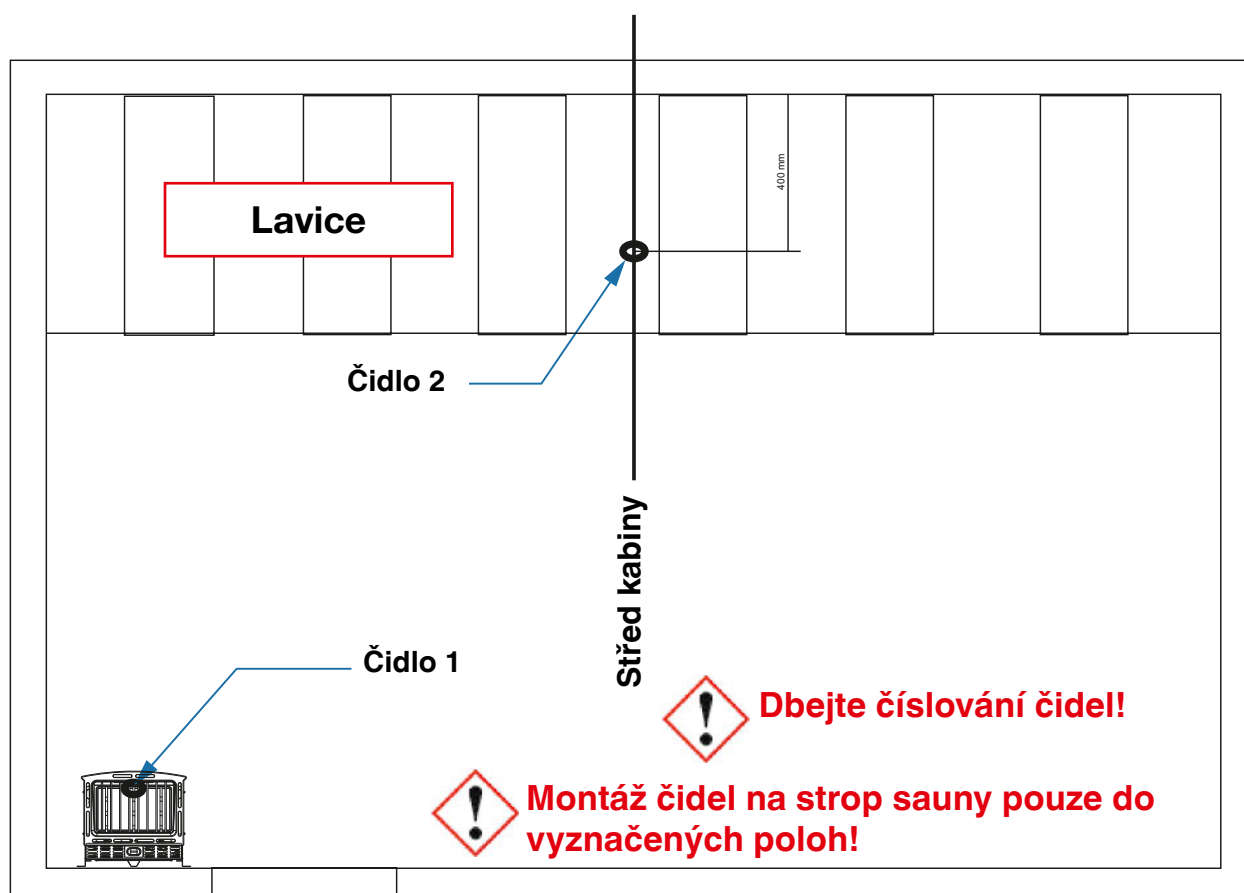 400 mm
Lavice
Čidlo 2
Střed kabiny
Čidlo 1
Dbejte číslování čidel!
Montáž čidel na strop sauny pouze do
vyznačených poloh!